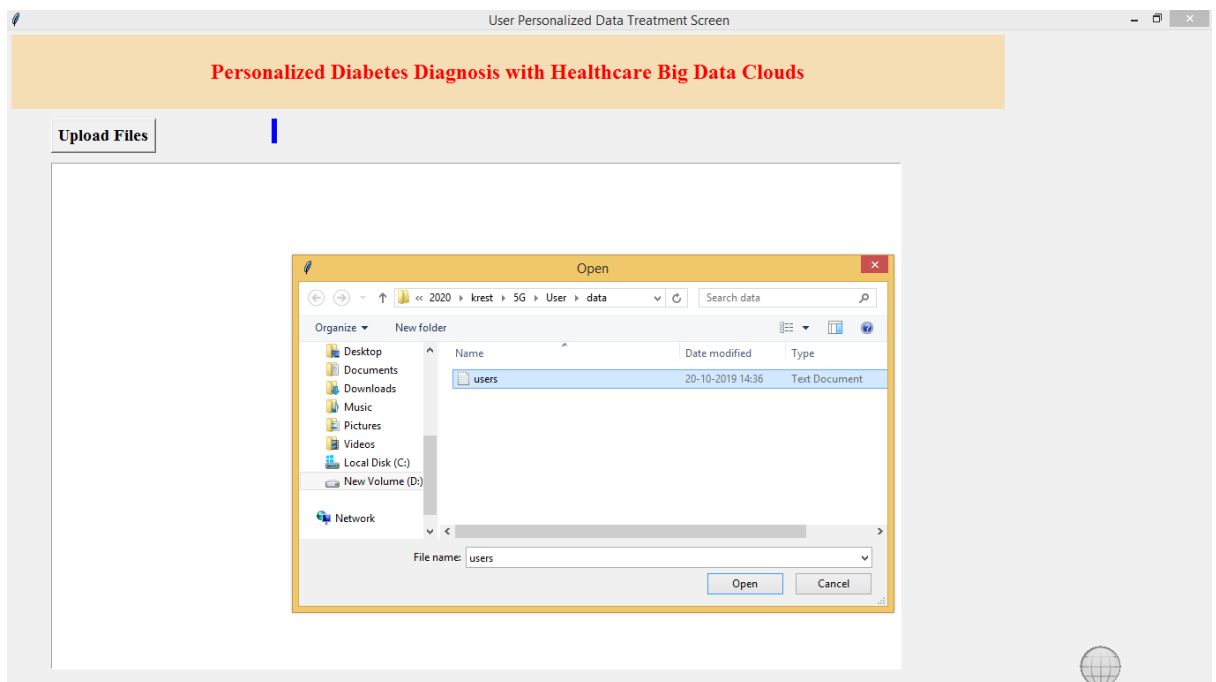 User Personalized Data Treatment Screen
Personalized Diabetes Diagnosis with Healthcare Big Data Clouds
Upload Files
Open
« 2020 › krest › 5G › User › data
Search data
Organize
New folder
Desktop
Documents
Downloads
Music
Pictures
Videos
Local Disk (C:)
New Volume (D:)
Network
Name Date modified Type
users 20-10-2019 14:36 Text Document
File name: users
Open Cancel